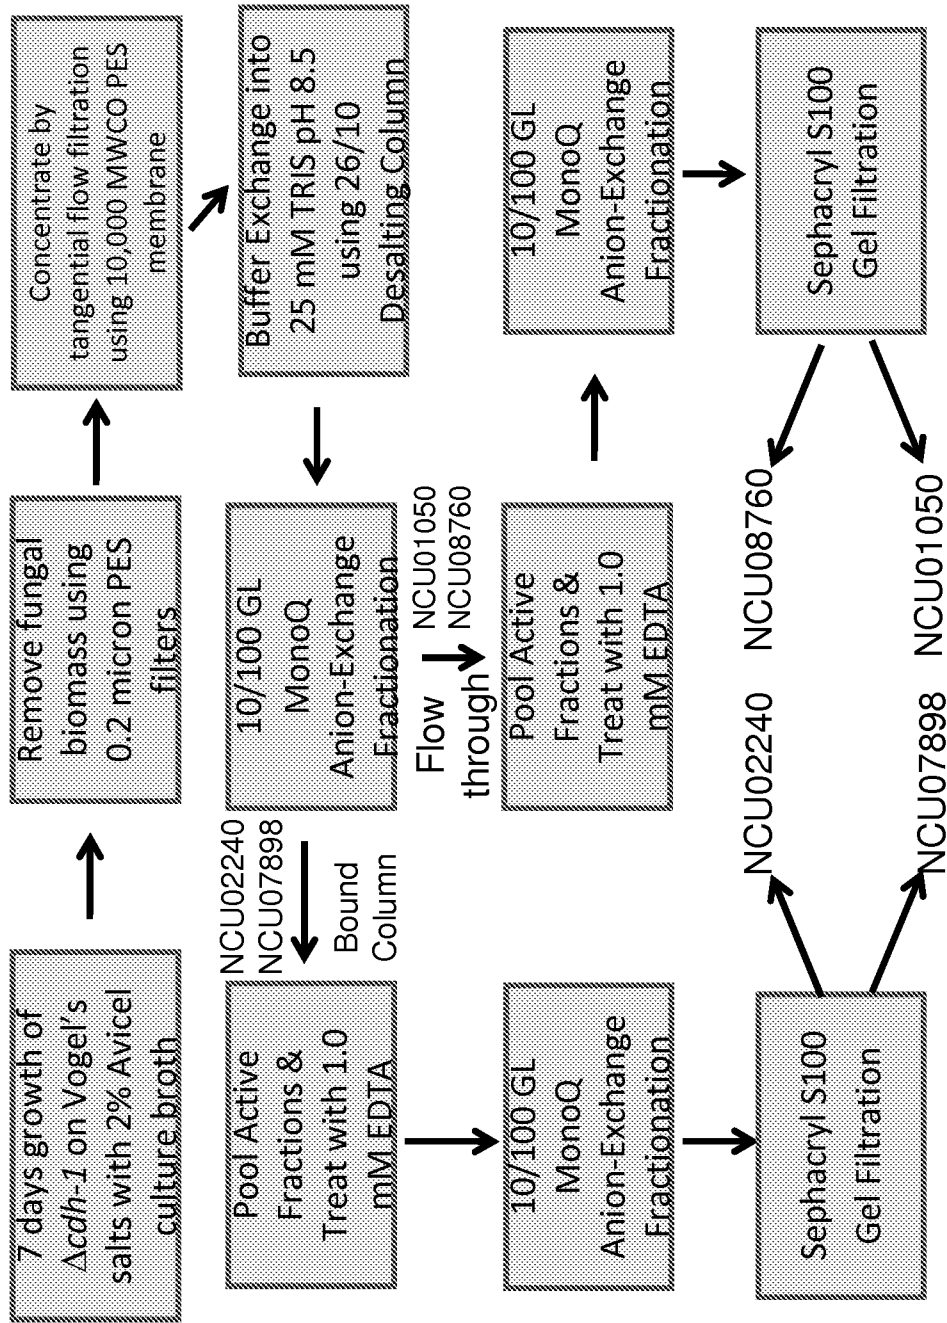 7 days growth of
Δcdh-1 on Vogel's
salts with 2% Avicel
culture broth
Remove fungal
biomass using
0.2 micron PES
filters
Concentrate by
tangential flow filtration
using 10,000 MWCO PES
membrane
Buffer Exchange into
25 mM TRIS pH 8.5
using 26/10
Desalting Column
10/100 GL
MonoQ
Anion-Exchange
Fractionation
NCU02240
NCU07898
Bound
Column
Pool Active
Fractions &
Treat with 1.0
mM EDTA
10/100 GL
MonoQ
Anion-Exchange
Fractionation
Sephacryl S100
Gel Filtration
NCU02240
NCU07898
Flow
through
NCU01050
NCU08760
Pool Active
Fractions &
Treat with 1.0
mM EDTA
10/100 GL
MonoQ
Anion-Exchange
Fractionation
Sephacryl S100
Gel Filtration
NCU08760
NCU01050